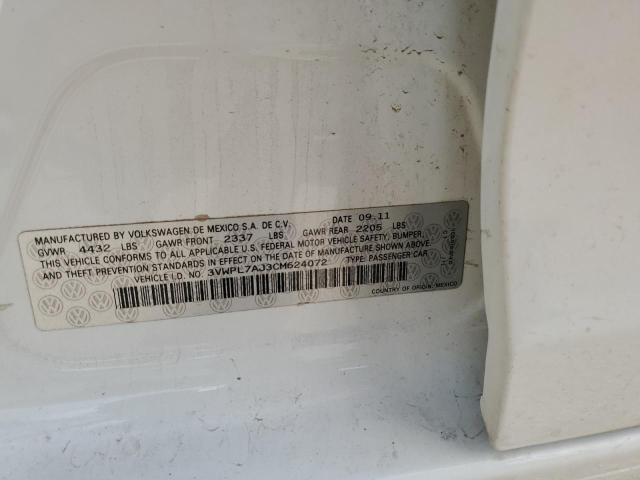 MANUFACTURED BY VOLKSWAGEN DE MEXICO S.A. DE C.V. DATE 09.11
GVWR 4432 LBS GAWR FRONT 2337 LBS GAWR REAR 2205 LBS
THIS VEHICLE CONFORMS TO ALL APPLICABLE U.S. FEDERAL MOTOR VEHICLE SAFETY, BUMPER,
AND THEFT PREVENTION STANDARDS IN EFFECT ON THE DATE OF MANUFACTURE SHOWN ABOVE.
VEHICLE I.D. NO. 3VWPL7AJ3CM624072 TYPE: PASSENGER CAR
COUNTRY OF ORIGIN, MEXICO